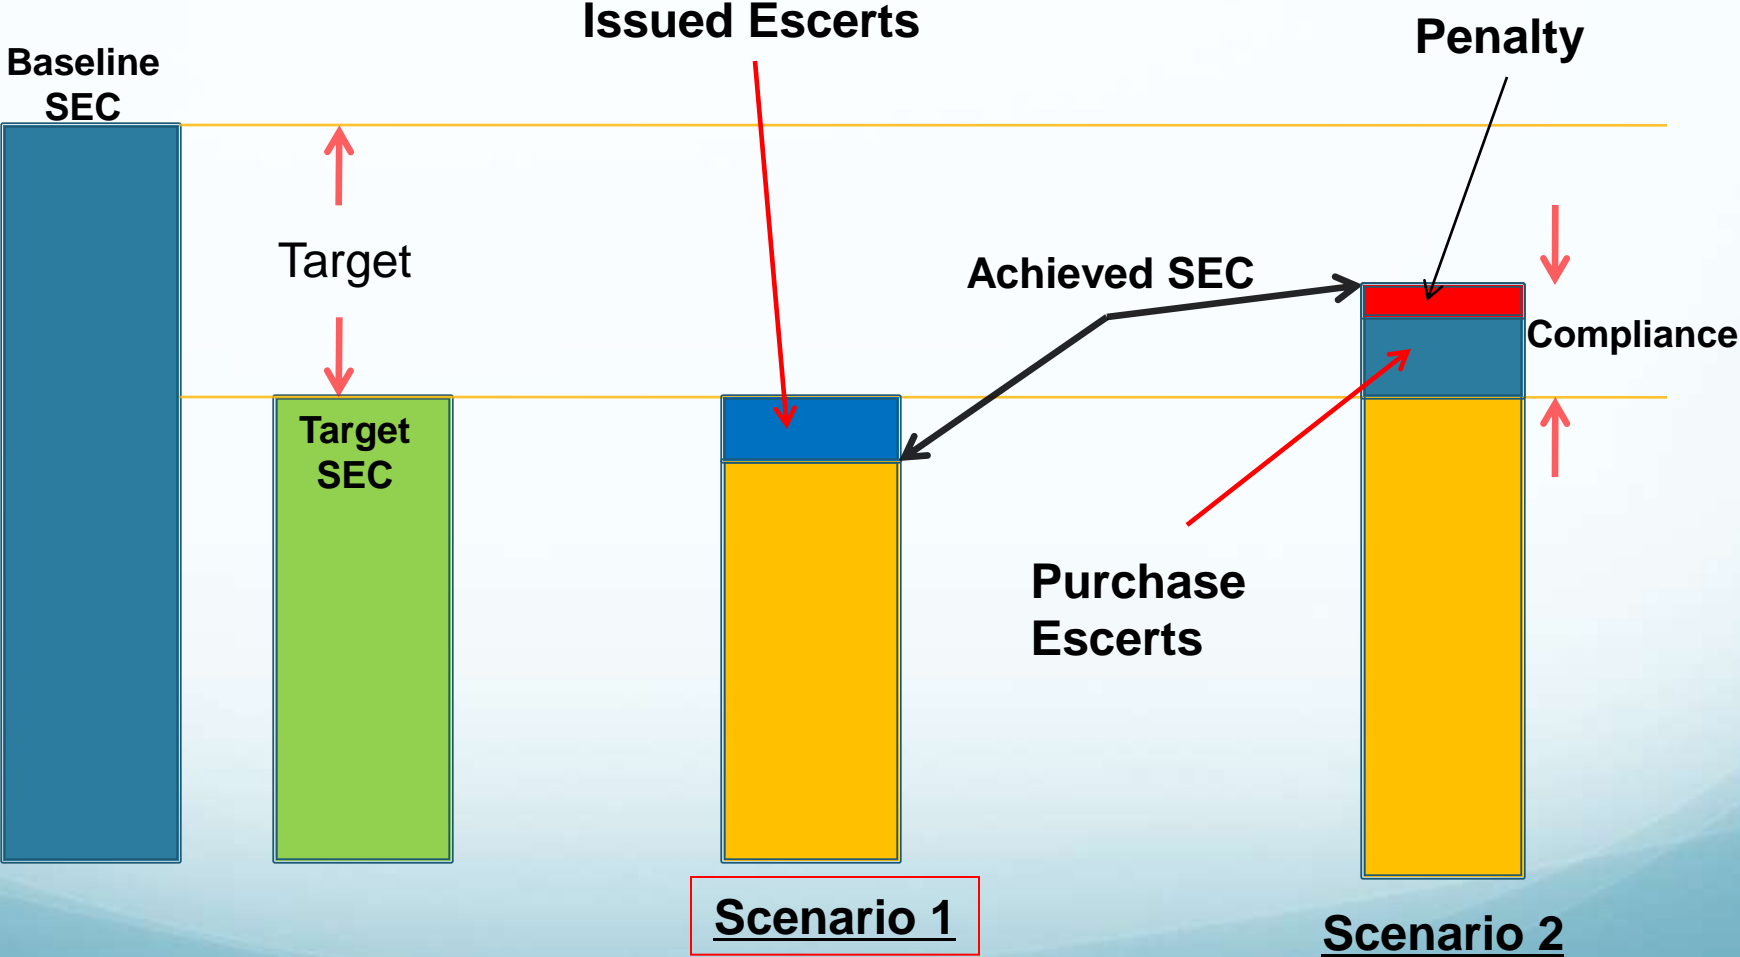 Issued Escerts
Penalty
Baseline
SEC
Target
Achieved SEC
Compliance
Target
SEC
Purchase
Escerts
Scenario 1
Scenario 2